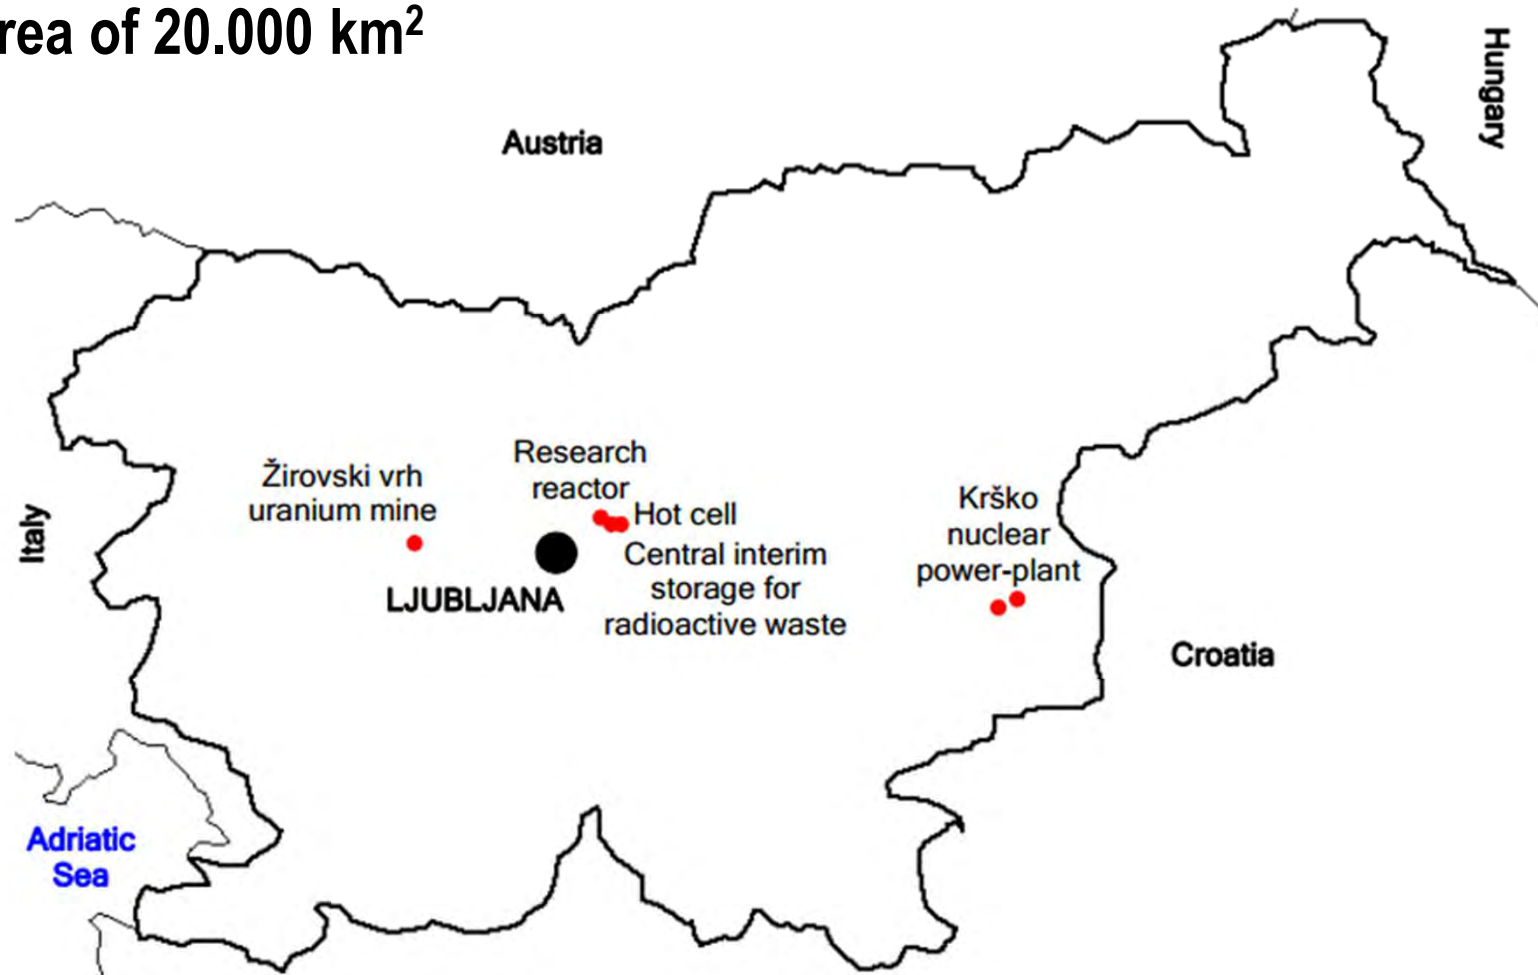 rea of 20.000 km²
Hungary
Austria
Research
reactor
Žirovski vrh
uranium mine
Hot cell
Krško
nuclear
power-plant
Italy
Central interim
storage for
radioactive waste
LJUBLJANA
Croatia
Adriatic
Sea